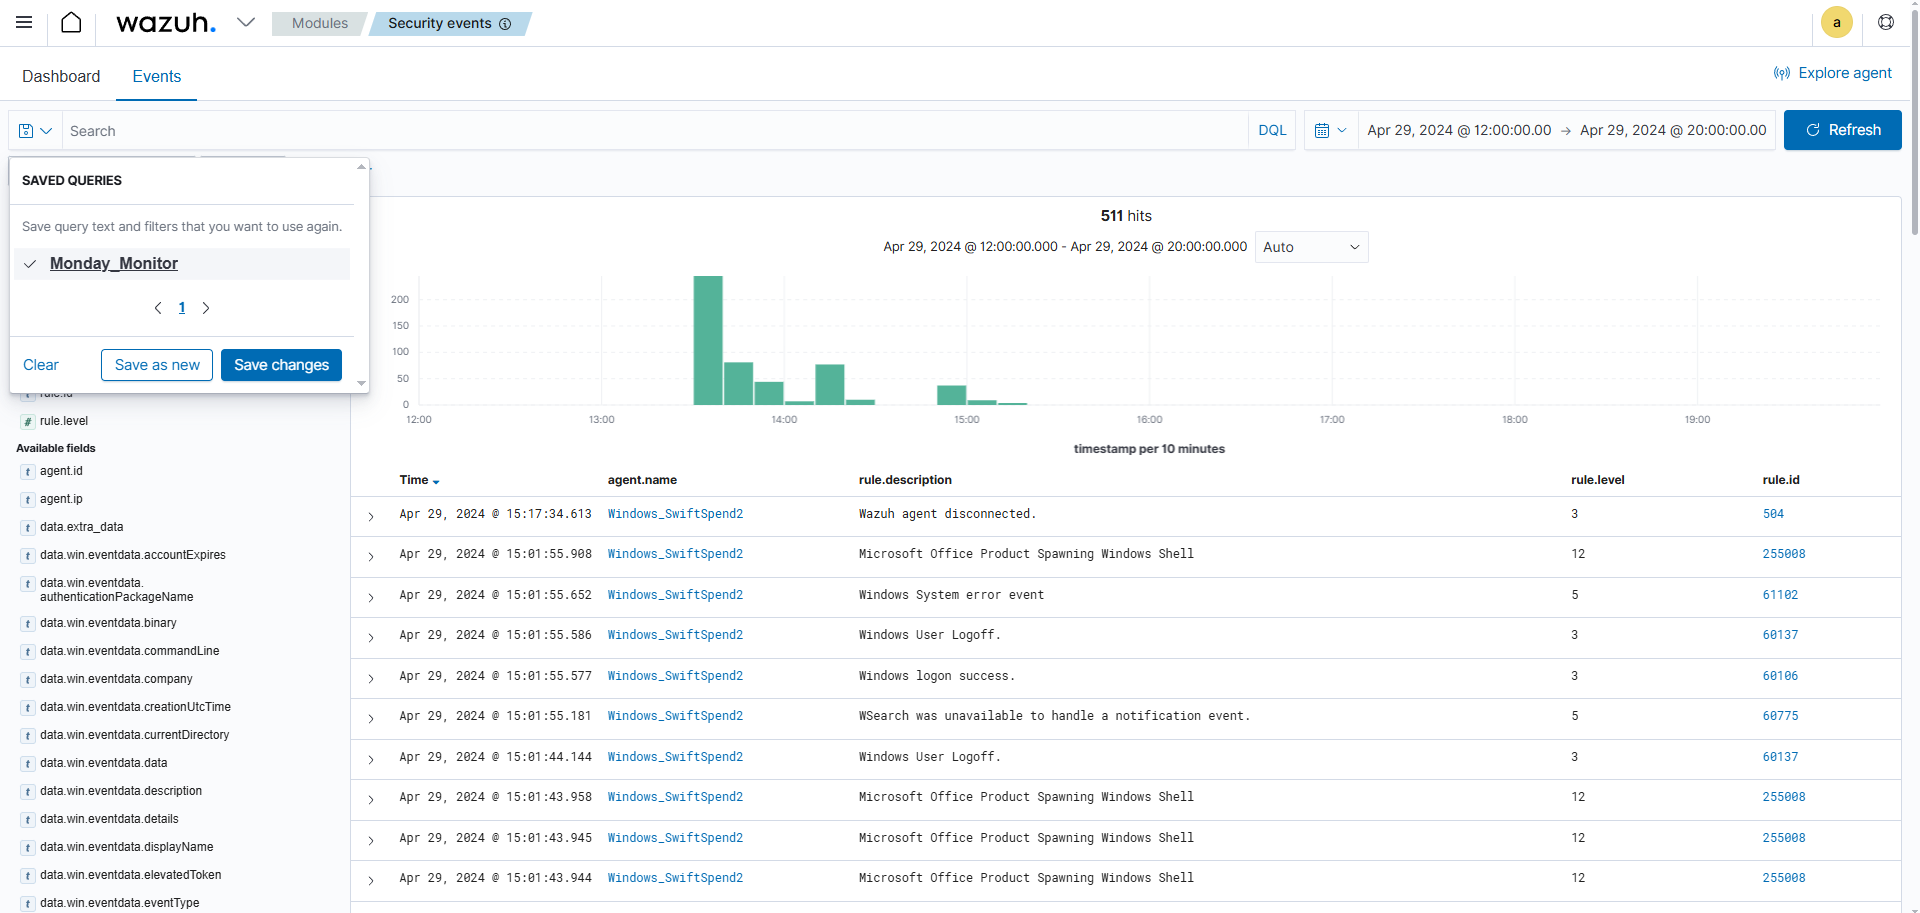 wazuh.
Modules
Security events
a
Dashboard
Events
Explore agent
Search
DQL
Apr 29, 2024 @ 12:00:00.00 → Apr 29, 2024 @ 20:00:00.00
Refresh
SAVED QUERIES
Save query text and filters that you want to use again.
Monday_Monitor
1
Clear
Save as new
Save changes
rule.id
# rule.level
Available fields
t agent.id
t agent.ip
t data.extra_data
t data.win.eventdata.accountExpires
t data.win.eventdata.
authenticationPackageName
t data.win.eventdata.binary
t data.win.eventdata.commandLine
t data.win.eventdata.company
t data.win.eventdata.creationUtcTime
t data.win.eventdata.currentDirectory
t data.win.eventdata.data
t data.win.eventdata.description
t data.win.eventdata.details
t data.win.eventdata.displayName
t data.win.eventdata.elevatedToken
t data.win.eventdata.eventType
511 hits
Apr 29, 2024 @ 12:00:00.000 - Apr 29, 2024 @ 20:00:00.000
Auto
200
150
100
50
0
12:00 13:00 14:00 15:00 16:00 17:00 18:00 19:00
timestamp per 10 minutes
Time agent.name rule.description rule.level rule.id
Apr 29, 2024 @ 15:17:34.613 Windows_SwiftSpend2 Wazuh agent disconnected. 3 504
Apr 29, 2024 @ 15:01:55.908 Windows_SwiftSpend2 Microsoft Office Product Spawning Windows Shell 12 255008
Apr 29, 2024 @ 15:01:55.652 Windows_SwiftSpend2 Windows System error event 5 61102
Apr 29, 2024 @ 15:01:55.586 Windows_SwiftSpend2 Windows User Logoff. 3 60137
Apr 29, 2024 @ 15:01:55.577 Windows_SwiftSpend2 Windows logon success. 3 60106
Apr 29, 2024 @ 15:01:55.181 Windows_SwiftSpend2 WSearch was unavailable to handle a notification event. 5 60775
Apr 29, 2024 @ 15:01:44.144 Windows_SwiftSpend2 Windows User Logoff. 3 60137
Apr 29, 2024 @ 15:01:43.958 Windows_SwiftSpend2 Microsoft Office Product Spawning Windows Shell 12 255008
Apr 29, 2024 @ 15:01:43.945 Windows_SwiftSpend2 Microsoft Office Product Spawning Windows Shell 12 255008
Apr 29, 2024 @ 15:01:43.944 Windows_SwiftSpend2 Microsoft Office Product Spawning Windows Shell 12 255008